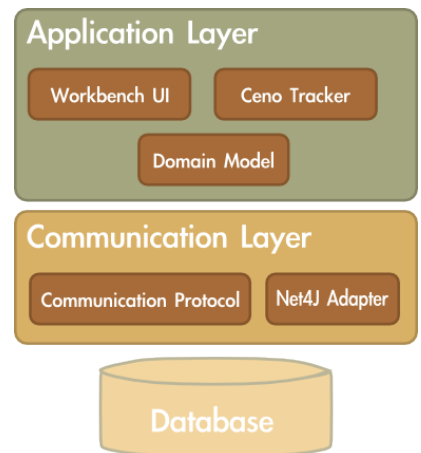 Application Layer
Workbench UI
Ceno Tracker
Domain Model
Communication Layer
Communication Protocol
Net4J Adapter
Database